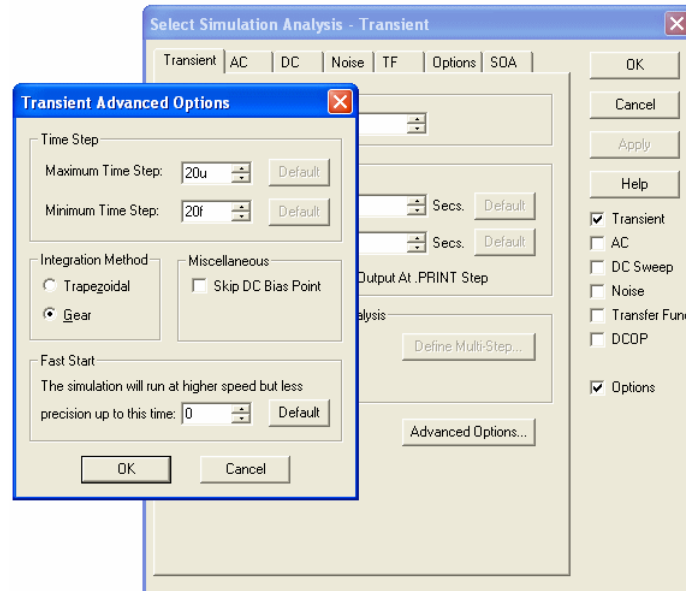 Select Simulation Analysis - Transient
Transient AC DC Noise TF Options SOA
OK
Cancel
Apply
Help
Transient
AC
DC Sweep
Noise
Transfer Fun
DCOP
Options
Secs. Default
Secs. Default
Output At .PRINT Step
alysis
Define Multi-Step...
Advanced Options...
Transient Advanced Options
Time Step
Maximum Time Step: 20u Default
Minimum Time Step: 20f Default
Integration Method
Trapezoidal
Gear
Miscellaneous
Skip DC Bias Point
Fast Start
The simulation will run at higher speed but less
precision up to this time: 0 Default
OK Cancel